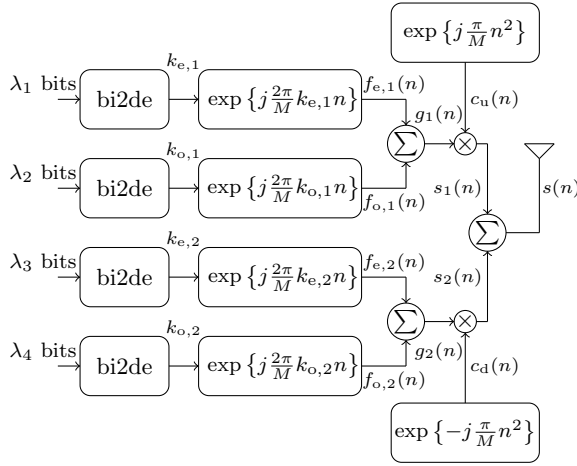 exp {j π/M n²}
λ₁ bits
bi2de
k_{e,1}
exp {j 2π/M k_{e,1}n}
f_{e,1}(n)
g₁(n)
c_u(n)
∑
×
λ₂ bits
bi2de
k_{o,1}
exp {j 2π/M k_{o,1}n}
f_{o,1}(n)
s₁(n)
s(n)
∑
λ₃ bits
bi2de
k_{e,2}
exp {j 2π/M k_{e,2}n}
f_{e,2}(n)
s₂(n)
∑
×
g₂(n)
λ₄ bits
bi2de
k_{o,2}
exp {j 2π/M k_{o,2}n}
f_{o,2}(n)
c_d(n)
exp {−j π/M n²}